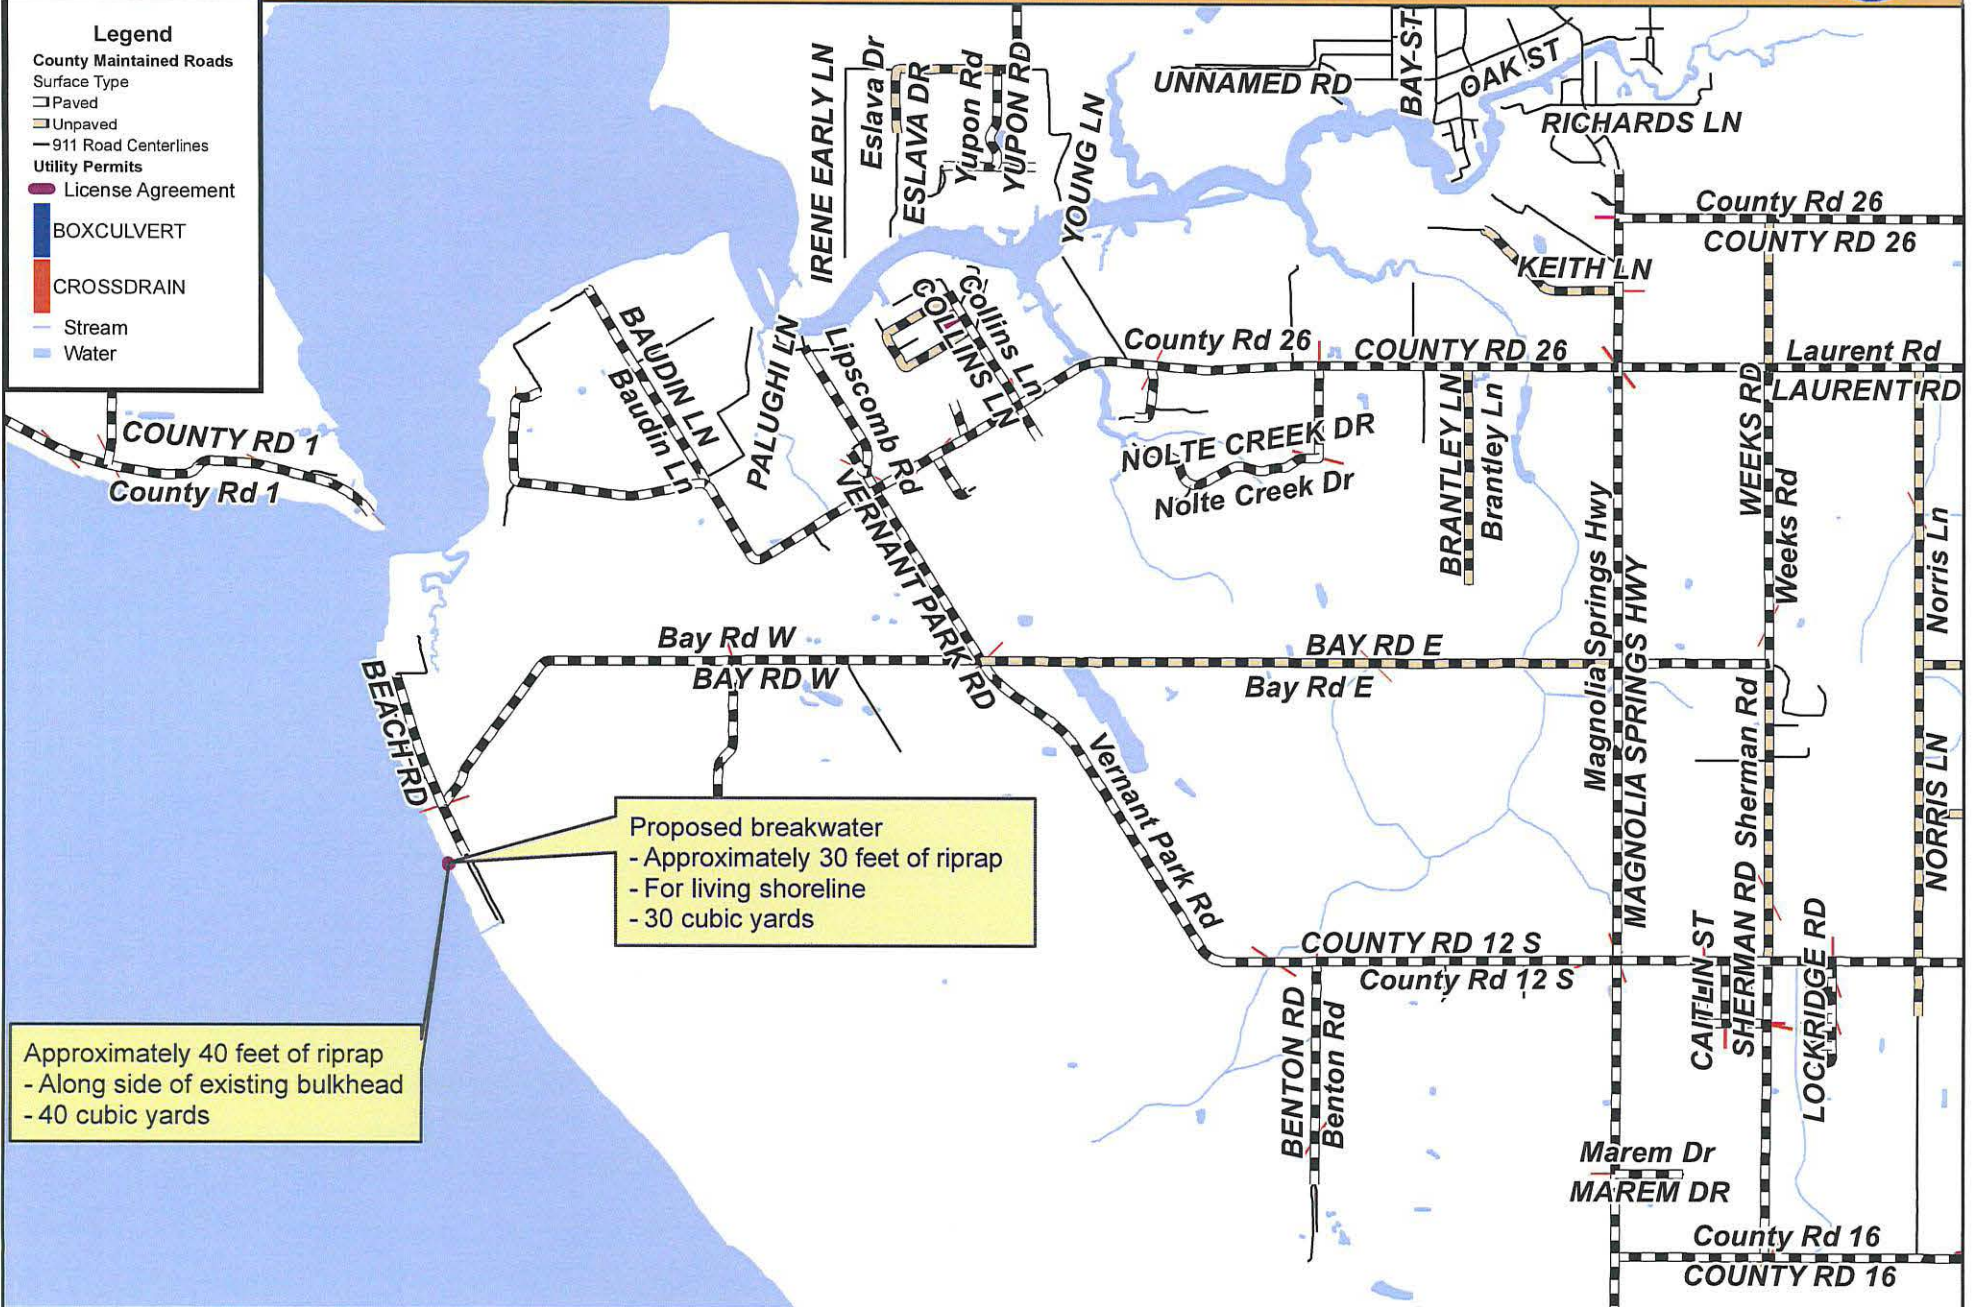 Legend
County Maintained Roads
Surface Type
Paved
Unpaved
911 Road Centerlines
Utility Permits
License Agreement
BOXCULVERT
CROSSDRAIN
Stream
Water
IRENE EARLY LN
Eslava Dr
ESLAVA DR
Yupon Rd
YUPON RD
YOUNG LN
UNNAMED RD
BAY ST
OAK ST
RICHARDS LN
County Rd 26
COUNTY RD 26
KEITH LN
BAUDIN LN
Baudin Ln
PALUGHI LN
Lipscomb Rd
COLLINS LN
Collins Ln
County Rd 26
COUNTY RD 26
Laurent Rd
LAURENT RD
COUNTY RD 1
County Rd 1
NOLTE CREEK DR
Nolte Creek Dr
BRANTLEY LN
Brantley Ln
WEEKS RD
Weeks Rd
Magnolia Springs Hwy
MAGNOLIA SPRINGS HWY
Norris Ln
NORRIS LN
VERNANT PARK RD
Vernant Park Rd
Bay Rd W
BAY RD W
BAY RD E
Bay Rd E
BEACH RD
Proposed breakwater
- Approximately 30 feet of riprap
- For living shoreline
- 30 cubic yards
Approximately 40 feet of riprap
- Along side of existing bulkhead
- 40 cubic yards
COUNTY RD 12 S
County Rd 12 S
BENTON RD
Benton Rd
CAITLIN ST
SHERMAN RD
Sherman Rd
LOCKRIDGE RD
Marem Dr
MAREM DR
County Rd 16
COUNTY RD 16